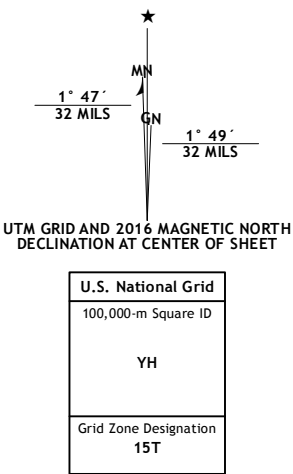 ★
MN
1° 47´
32 MILS
GN
1° 49´
32 MILS
UTM GRID AND 2016 MAGNETIC NORTH
DECLINATION AT CENTER OF SHEET
U.S. National Grid
100,000-m Square ID
YH
Grid Zone Designation
15T